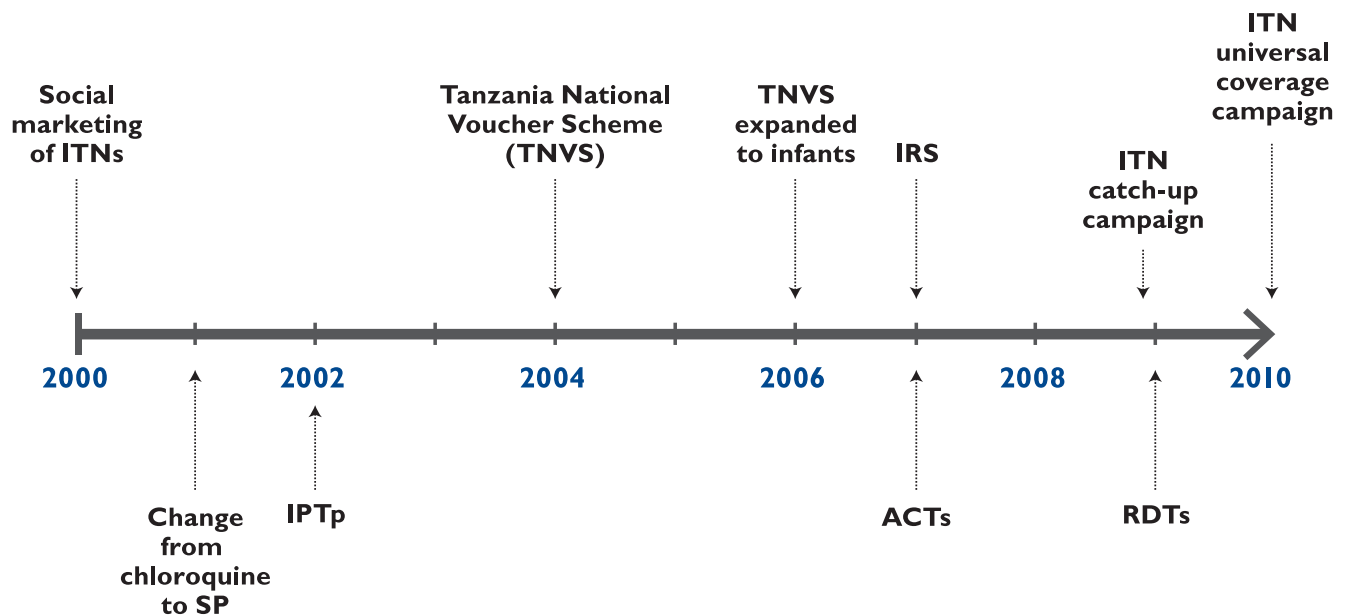 Social
marketing
of ITNs
Tanzania National
Voucher Scheme
(TNVS)
TNVS
expanded
to infants
IRS
ITN
catch-up
campaign
ITN
universal
coverage
campaign
2000
2002
2004
2006
2008
2010
Change
from
chloroquine
to SP
IPTp
ACTs
RDTs